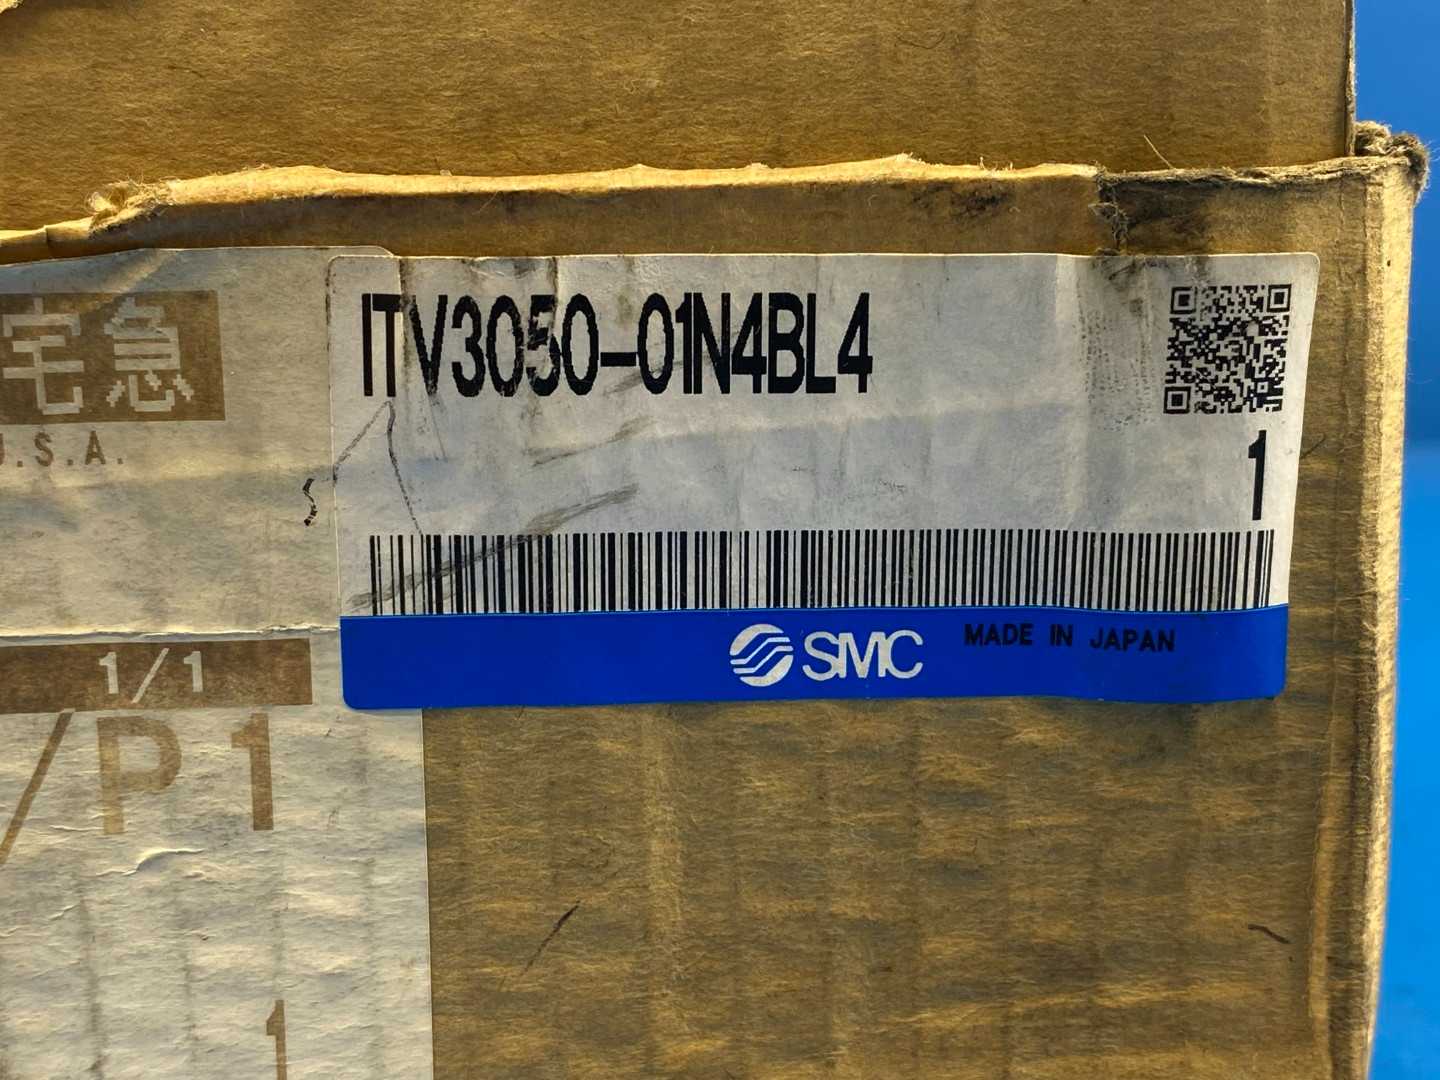 宅急
U.S.A.
ITV3050-01N4BL4
1
SMC MADE IN JAPAN
1/1
/P1
1